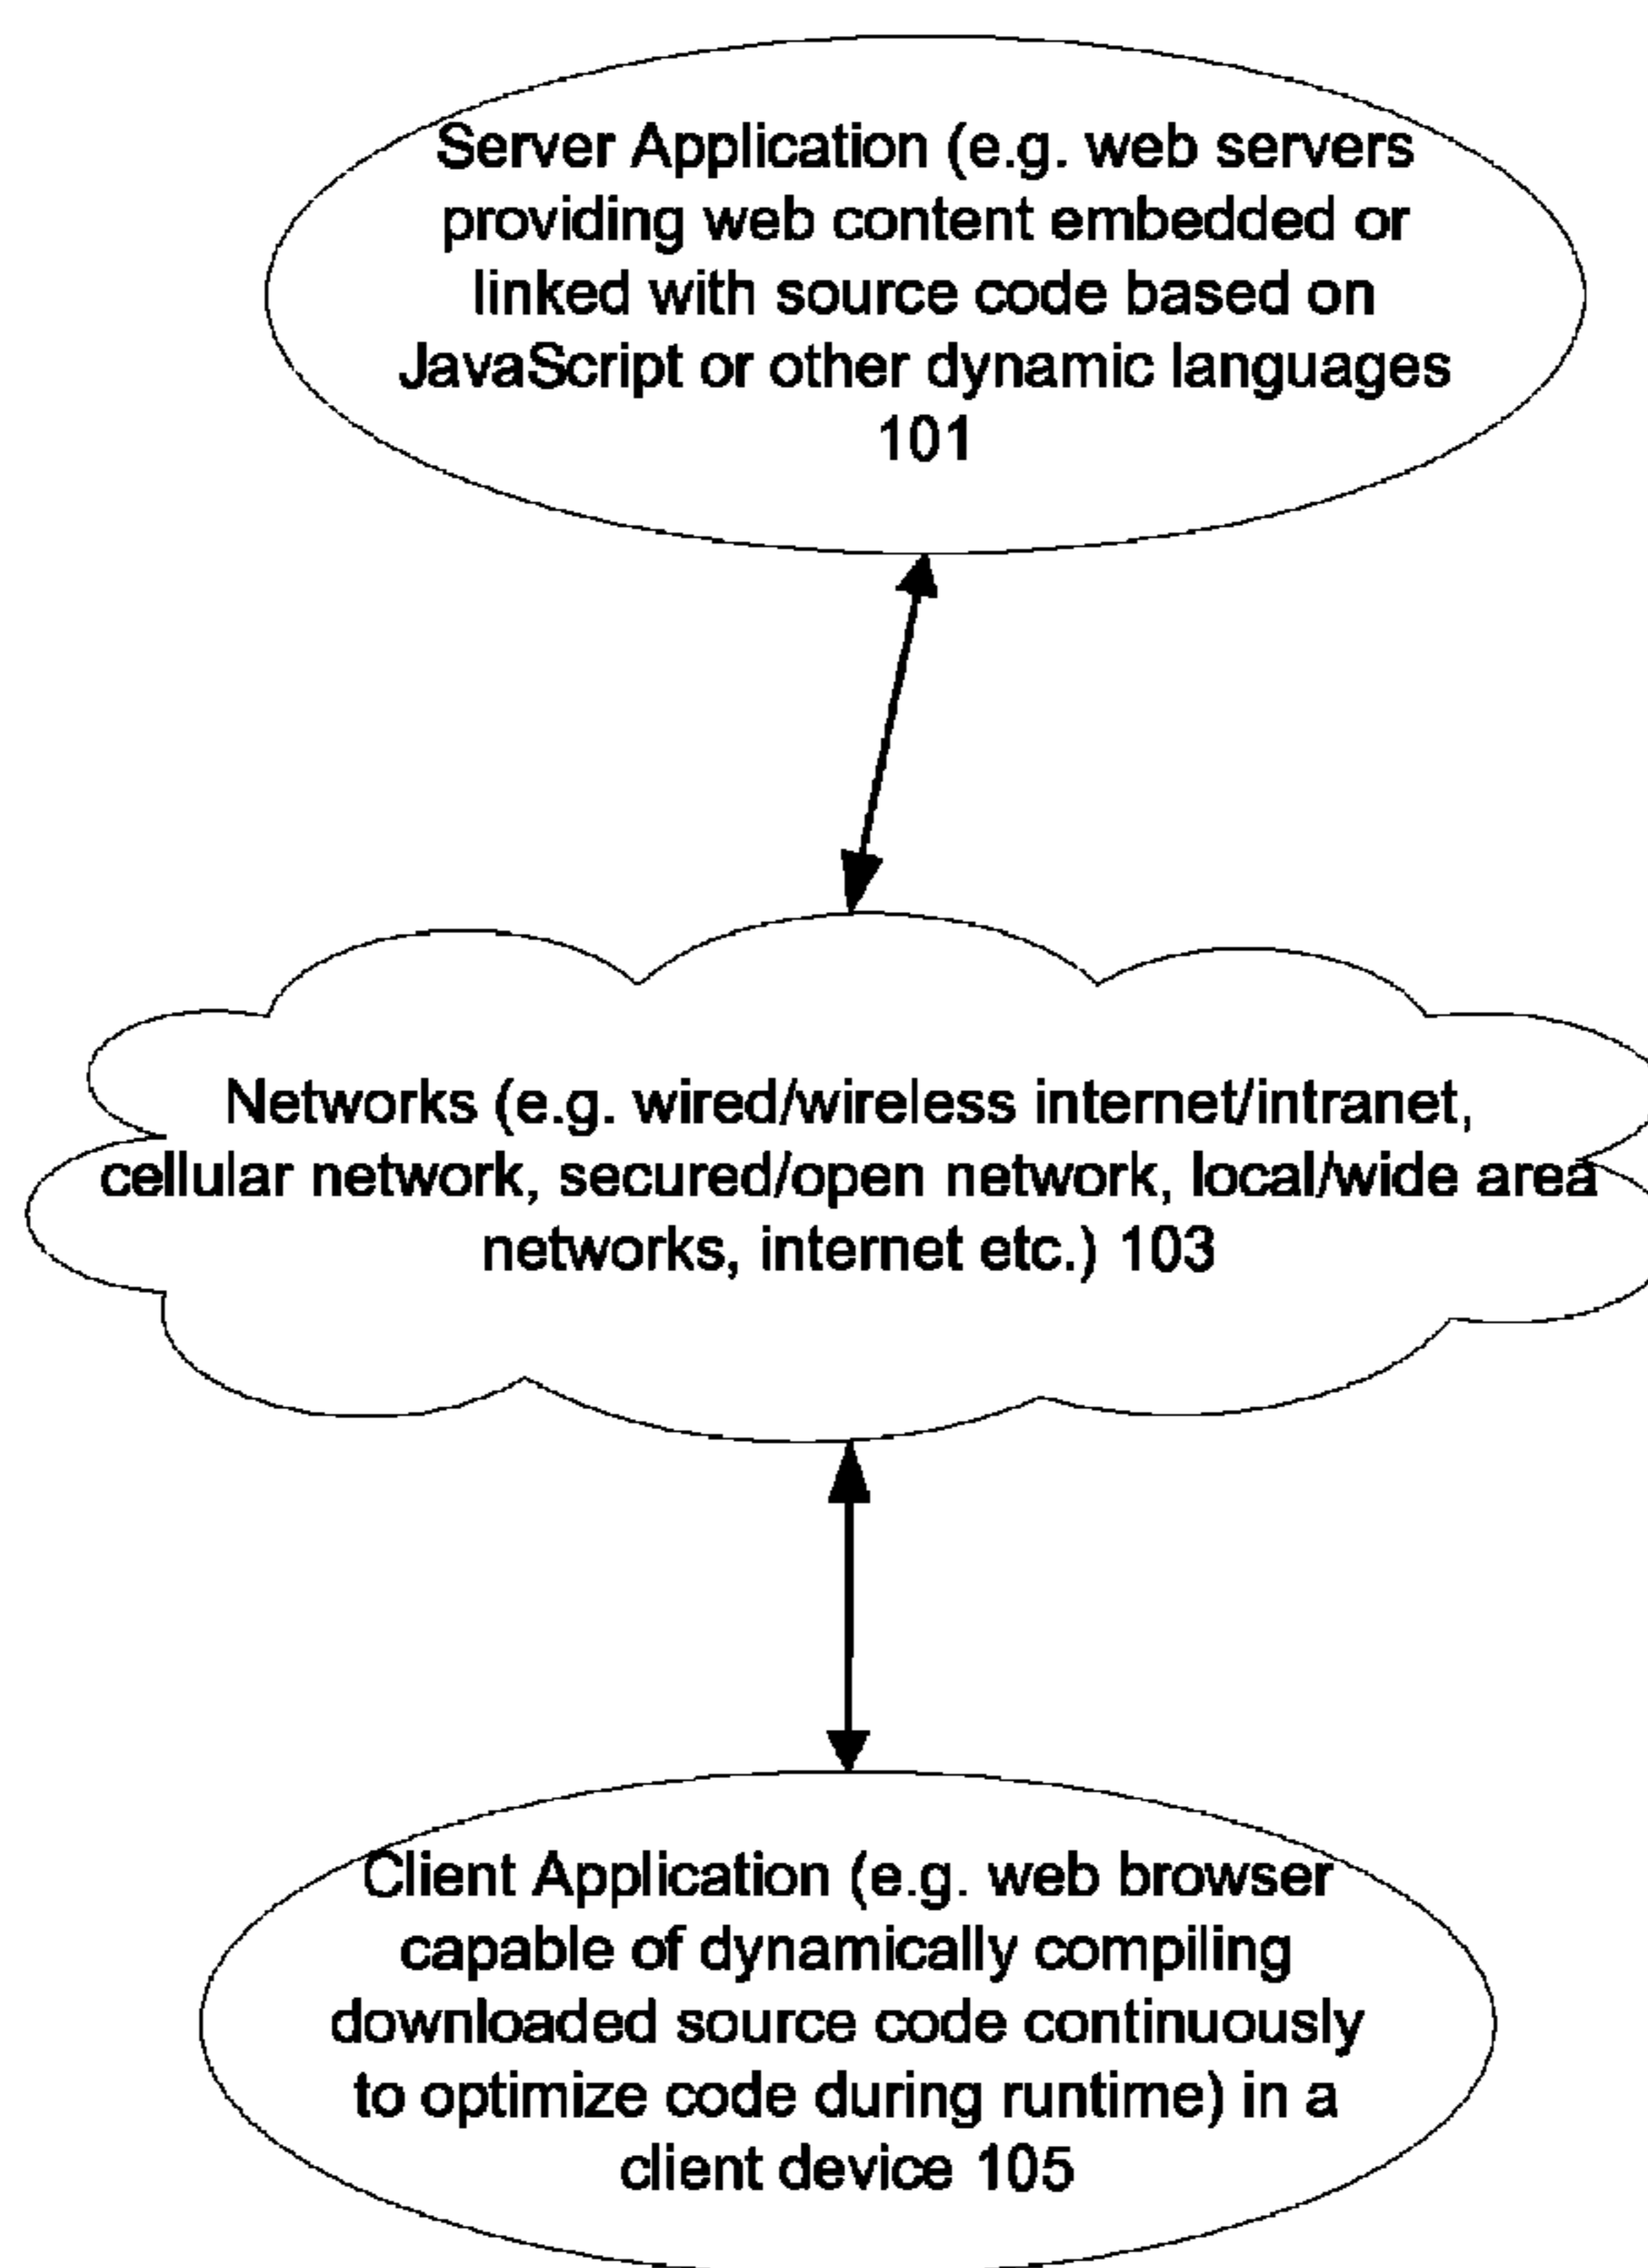 Server Application (e.g. web servers
providing web content embedded or
linked with source code based on
JavaScript or other dynamic languages
101
Networks (e.g. wired/wireless internet/intranet,
cellular network, secured/open network, local/wide area
networks, internet etc.) 103
Client Application (e.g. web browser
capable of dynamically compiling
downloaded source code continuously
to optimize code during runtime) in a
client device 105